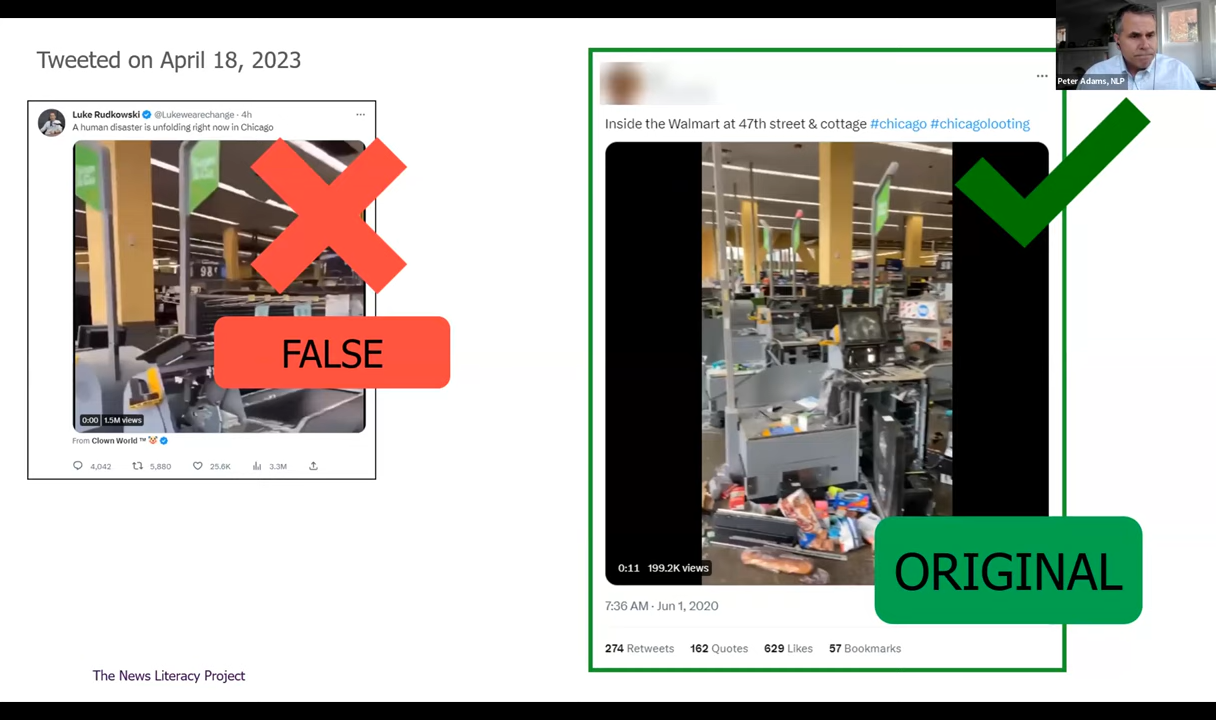 Tweeted on April 18, 2023
Luke Rudkowski @Lukewearechange · 4h
A human disaster is unfolding right now in Chicago
98¢
FALSE
0:00 1.5M views
From Clown World ™ 🤡
4,042 5,880 25.6K 3.3M
The News Literacy Project
Inside the Walmart at 47th street & cottage #chicago #chicagolooting
0:11 199.2K views
ORIGINAL
7:36 AM · Jun 1, 2020
274 Retweets 162 Quotes 629 Likes 57 Bookmarks
Peter Adams, NLP